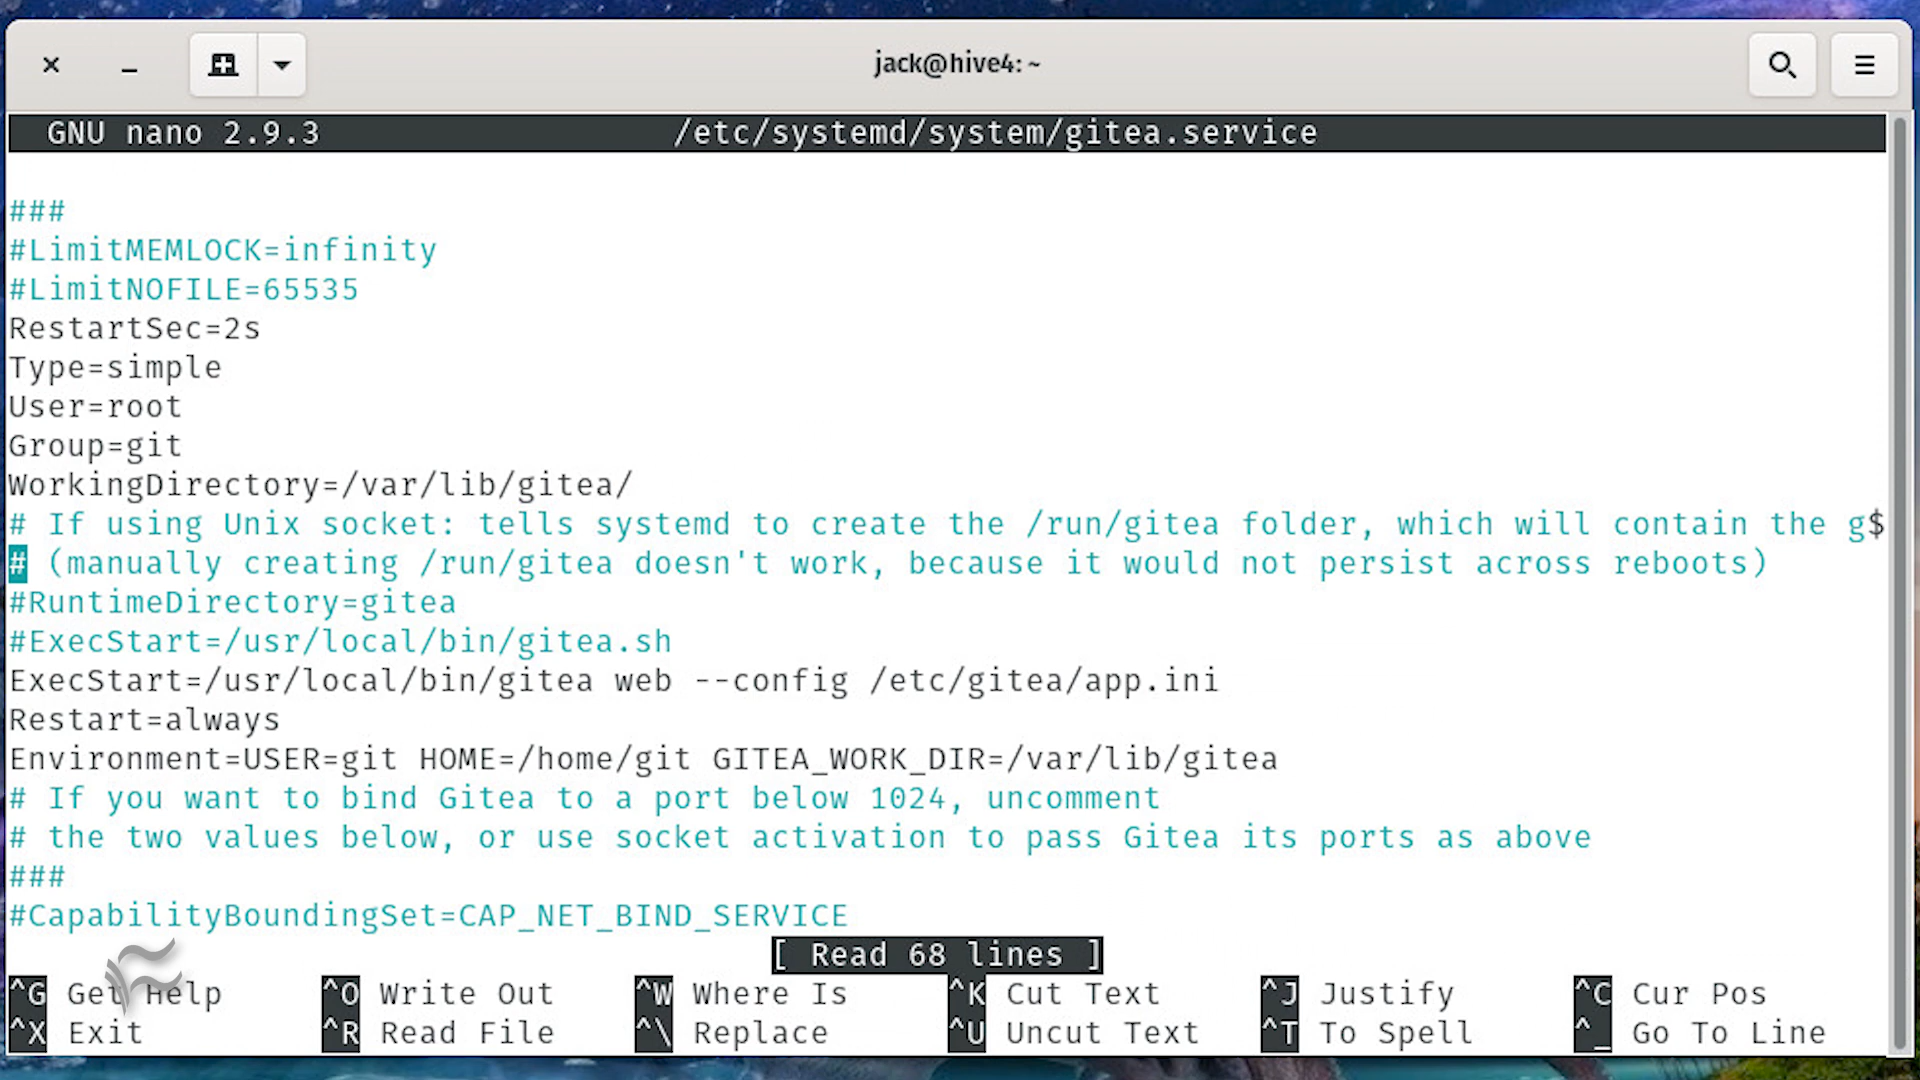 jack@hive4: ~
GNU nano 2.9.3 /etc/systemd/system/gitea.service
###
#LimitMEMLOCK=infinity
#LimitNOFILE=65535
RestartSec=2s
Type=simple
User=root
Group=git
WorkingDirectory=/var/lib/gitea/
# If using Unix socket: tells systemd to create the /run/gitea folder, which will contain the g$
# (manually creating /run/gitea doesn't work, because it would not persist across reboots)
#RuntimeDirectory=gitea
#ExecStart=/usr/local/bin/gitea.sh
ExecStart=/usr/local/bin/gitea web --config /etc/gitea/app.ini
Restart=always
Environment=USER=git HOME=/home/git GITEA_WORK_DIR=/var/lib/gitea
# If you want to bind Gitea to a port below 1024, uncomment
# the two values below, or use socket activation to pass Gitea its ports as above
###
#CapabilityBoundingSet=CAP_NET_BIND_SERVICE
[ Read 68 lines ]
^G Get Help ^O Write Out ^W Where Is ^K Cut Text ^J Justify ^C Cur Pos
^X Exit ^R Read File ^\ Replace ^U Uncut Text ^T To Spell ^_ Go To Line